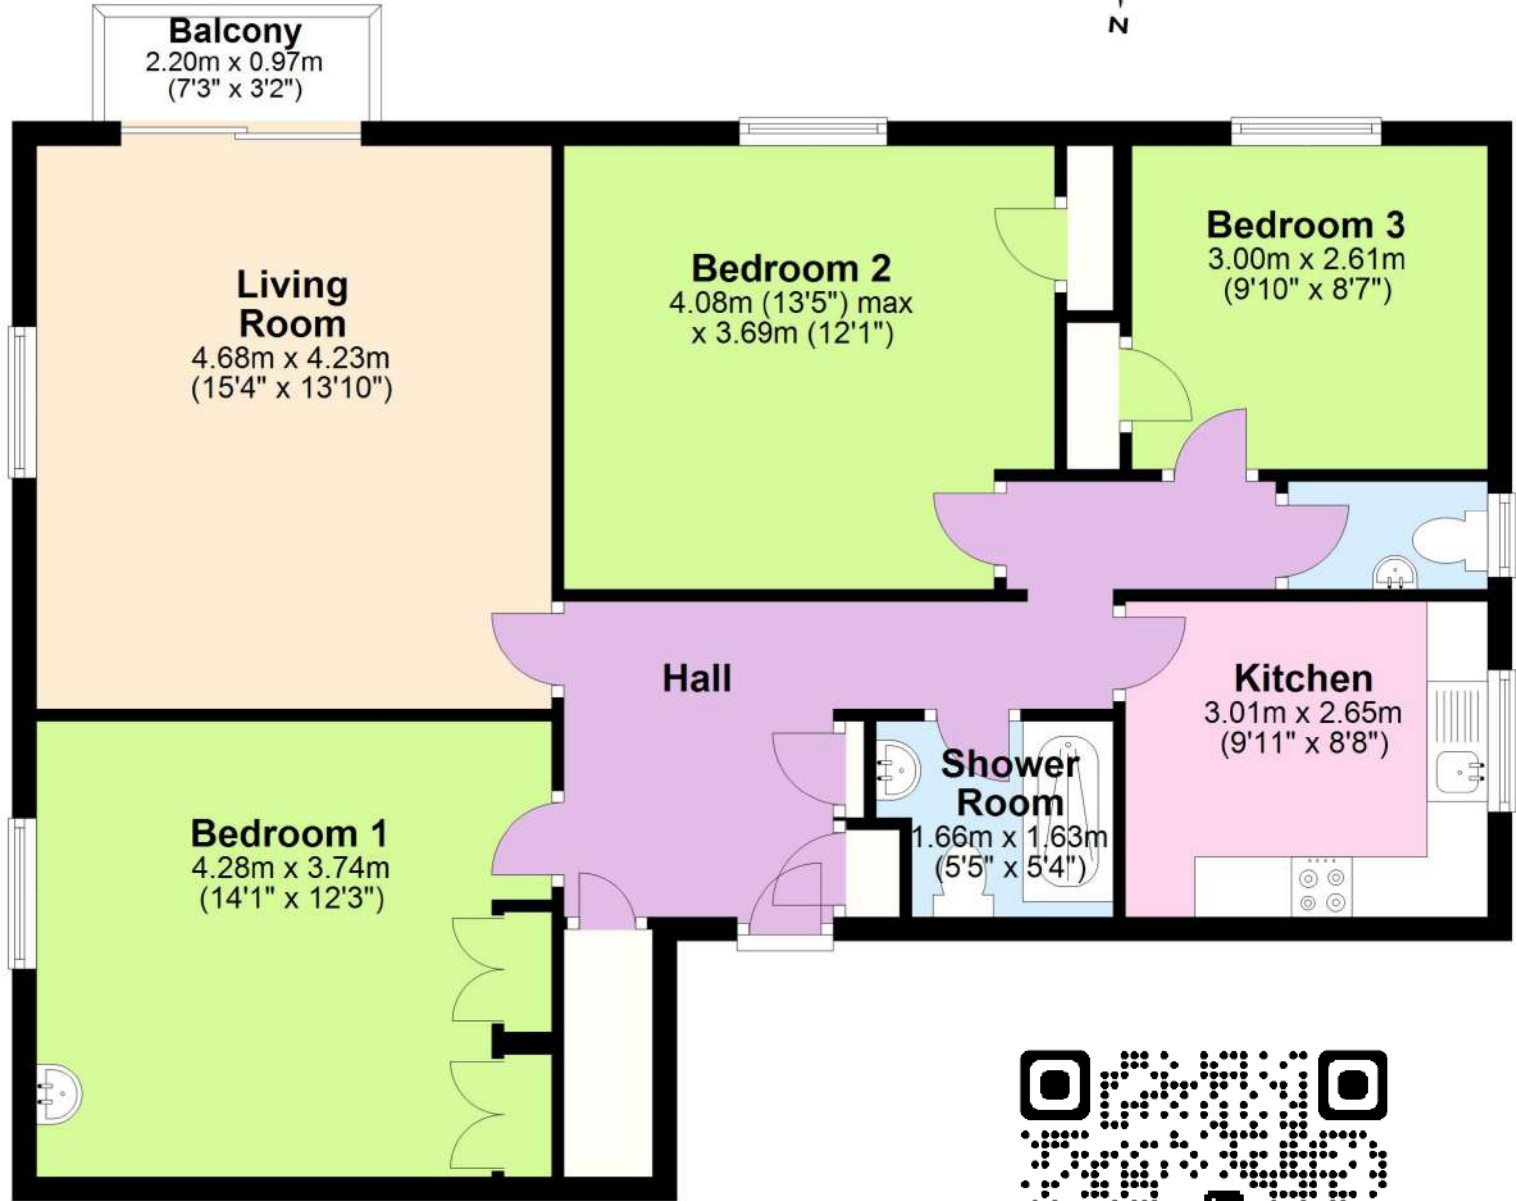 Balcony
2.20m x 0.97m
(7'3" x 3'2")
N
Living
Room
4.68m x 4.23m
(15'4" x 13'10")
Bedroom 2
4.08m (13'5") max
x 3.69m (12'1")
Bedroom 3
3.00m x 2.61m
(9'10" x 8'7")
Hall
Kitchen
3.01m x 2.65m
(9'11" x 8'8")
Shower
Room
1.66m x 1.63m
(5'5" x 5'4")
Bedroom 1
4.28m x 3.74m
(14'1" x 12'3")